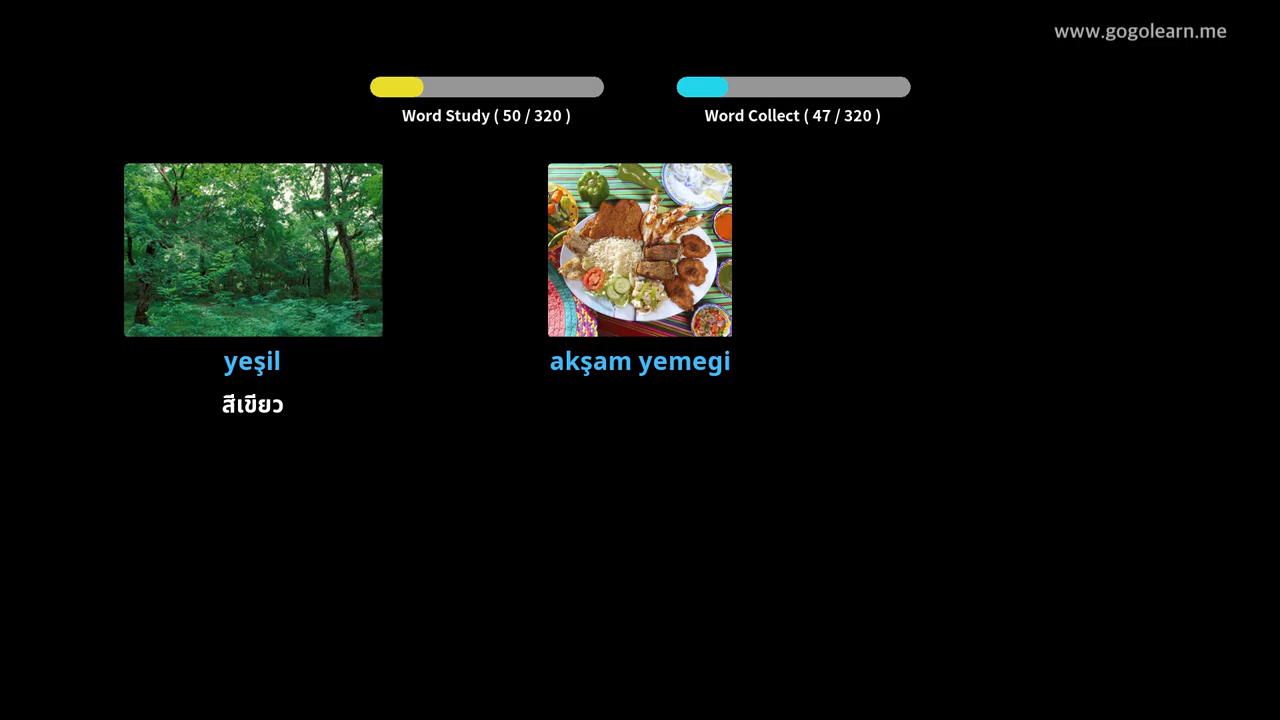 www.gogolearn.me
Word Study ( 50 / 320 )
Word Collect ( 47 / 320 )
yeşil
akşam yemegi
สีเขียว